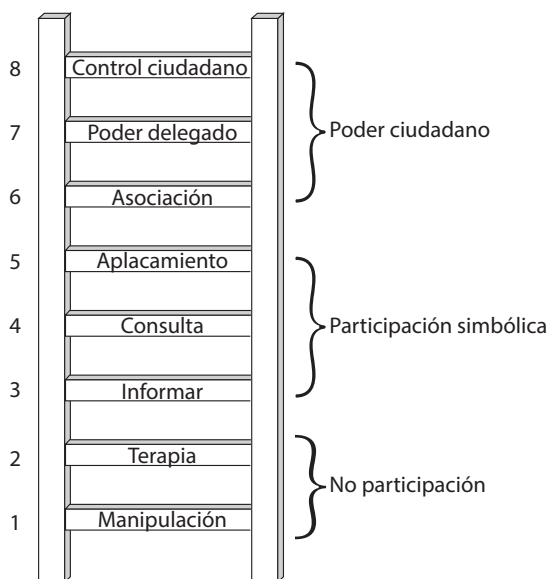 8 Control ciudadano
7 Poder delegado Poder ciudadano
6 Asociación
5 Aplacamiento
4 Consulta Participación simbólica
3 Informar
2 Terapia
No participación
1 Manipulación